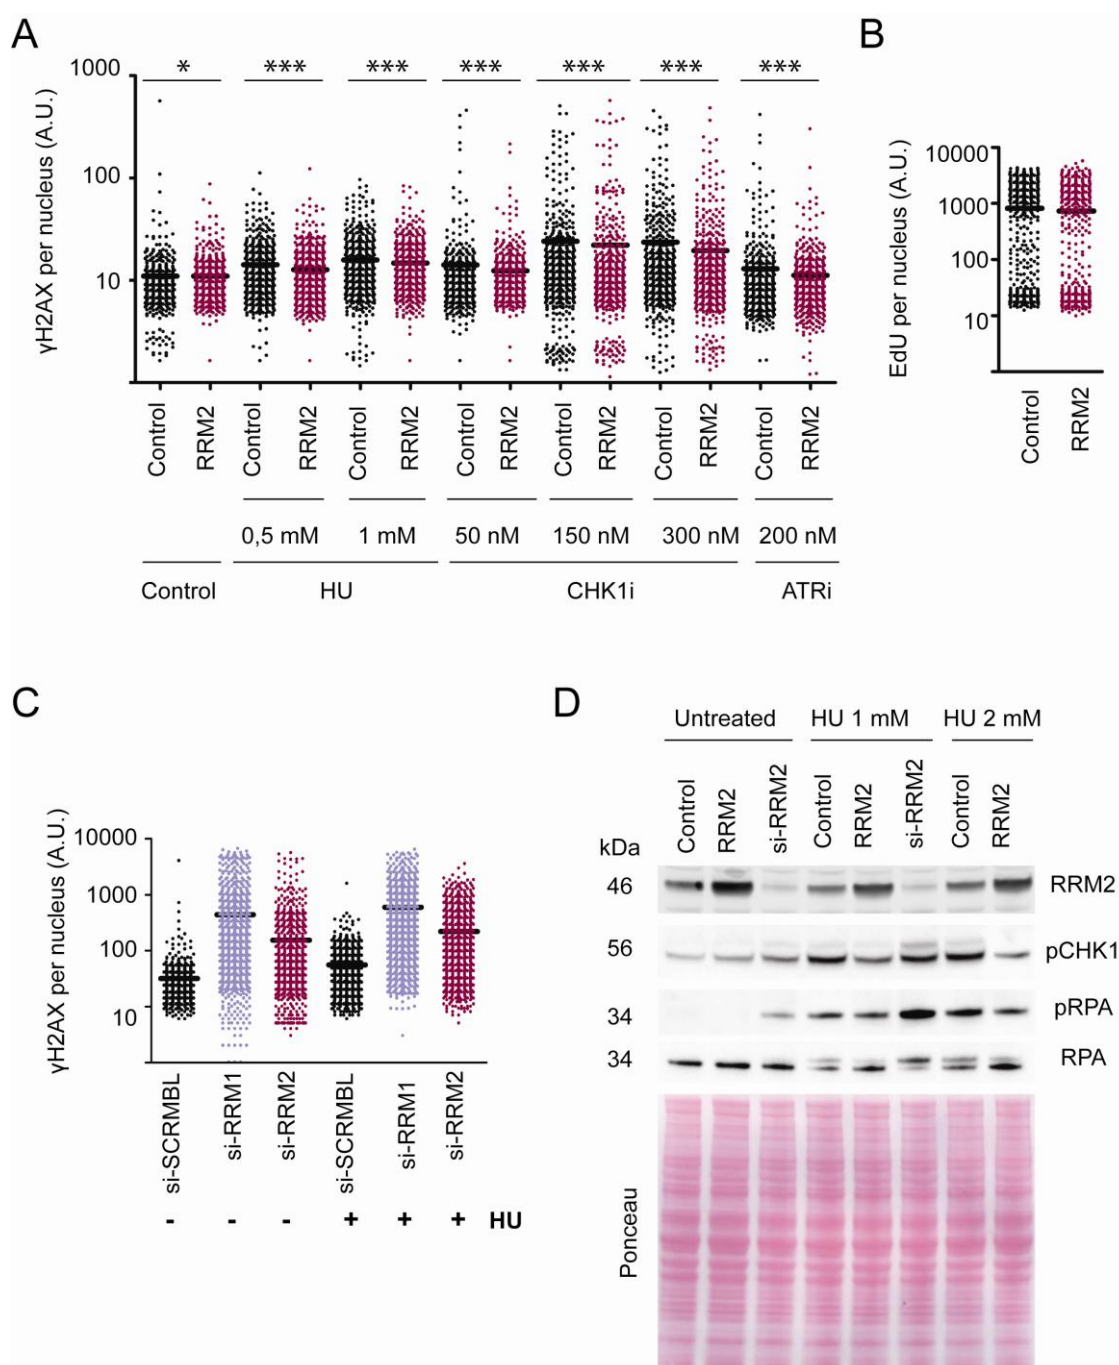 A
γH2AX per nucleus (A.U.)
1000
100
10
* *** *** *** *** *** ***
Control RRM2 Control RRM2 Control RRM2 Control RRM2 Control RRM2 Control RRM2 Control RRM2
0,5 mM 1 mM 50 nM 150 nM 300 nM 200 nM
Control HU CHK1i ATRi
B
EdU per nucleus (A.U.)
10000
1000
100
10
Control RRM2
C
γH2AX per nucleus (A.U.)
10000
1000
100
10
si-SCRMBL si-RRM1 si-RRM2 si-SCRMBL si-RRM1 si-RRM2
- - - + + + HU
D
Untreated HU 1 mM HU 2 mM
Control RRM2 si-RRM2 Control RRM2 si-RRM2 Control RRM2
kDa
46 RRM2
56 pCHK1
34 pRPA
34 RPA
Ponceau